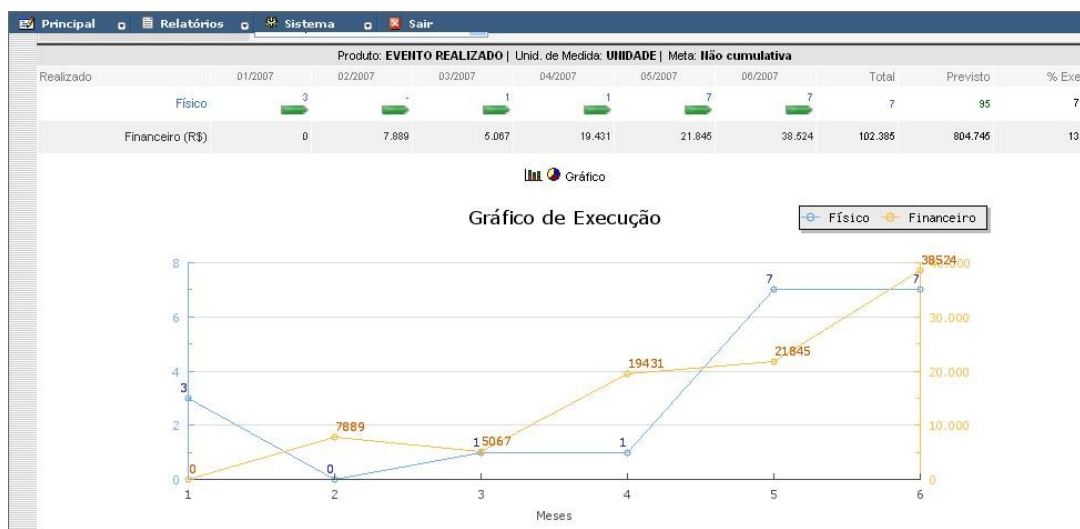 Principal Relatórios Sistema Sair
Produto: EVENTO REALIZADO | Unid. de Medida: UNIDADE | Meta: Não cumulativa
Realizado 01/2007 02/2007 03/2007 04/2007 05/2007 06/2007 Total Previsto % Exe
Físico 3 - 1 1 7 7 7 95 7
Financeiro (R$) 0 7.889 5.067 19.431 21.845 38.524 102.385 804.745 13
Gráfico
Gráfico de Execução
Físico Financeiro
8 38524
7 7
6 30.000
21845
19431
4 20.000
3
7889
2 10.000
1 5067 1
0 0 0 0
1 2 3 4 5 6
Meses